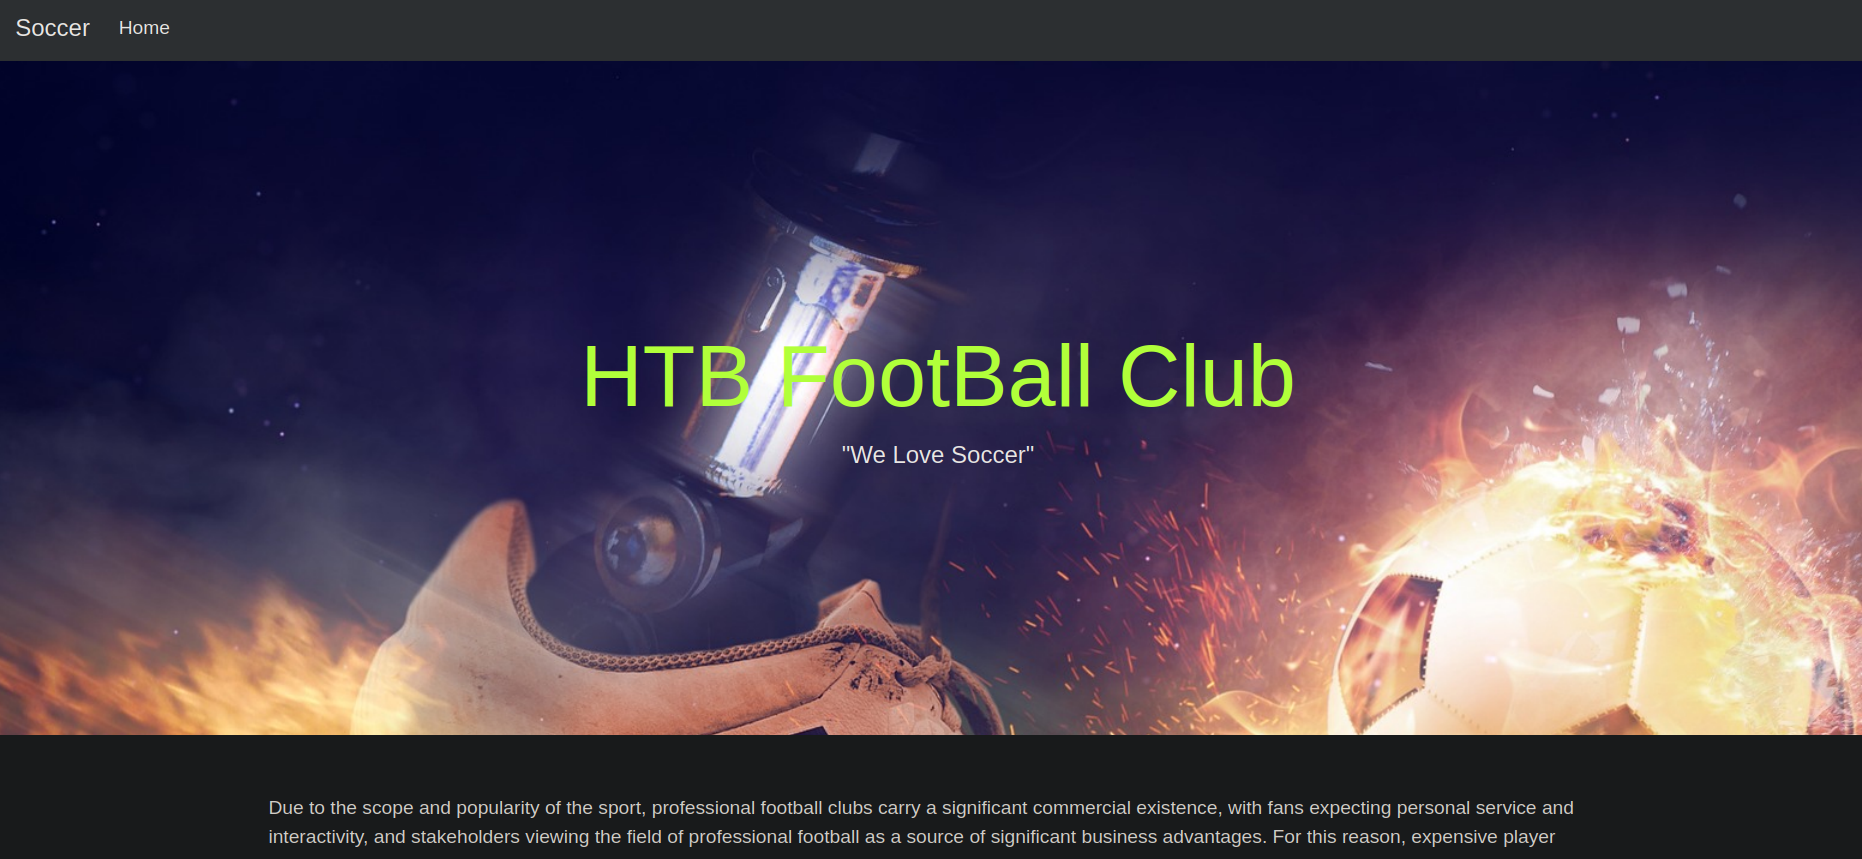 Soccer Home
HTB FootBall Club
"We Love Soccer"
Due to the scope and popularity of the sport, professional football clubs carry a significant commercial existence, with fans expecting personal service and
interactivity, and stakeholders viewing the field of professional football as a source of significant business advantages. For this reason, expensive player